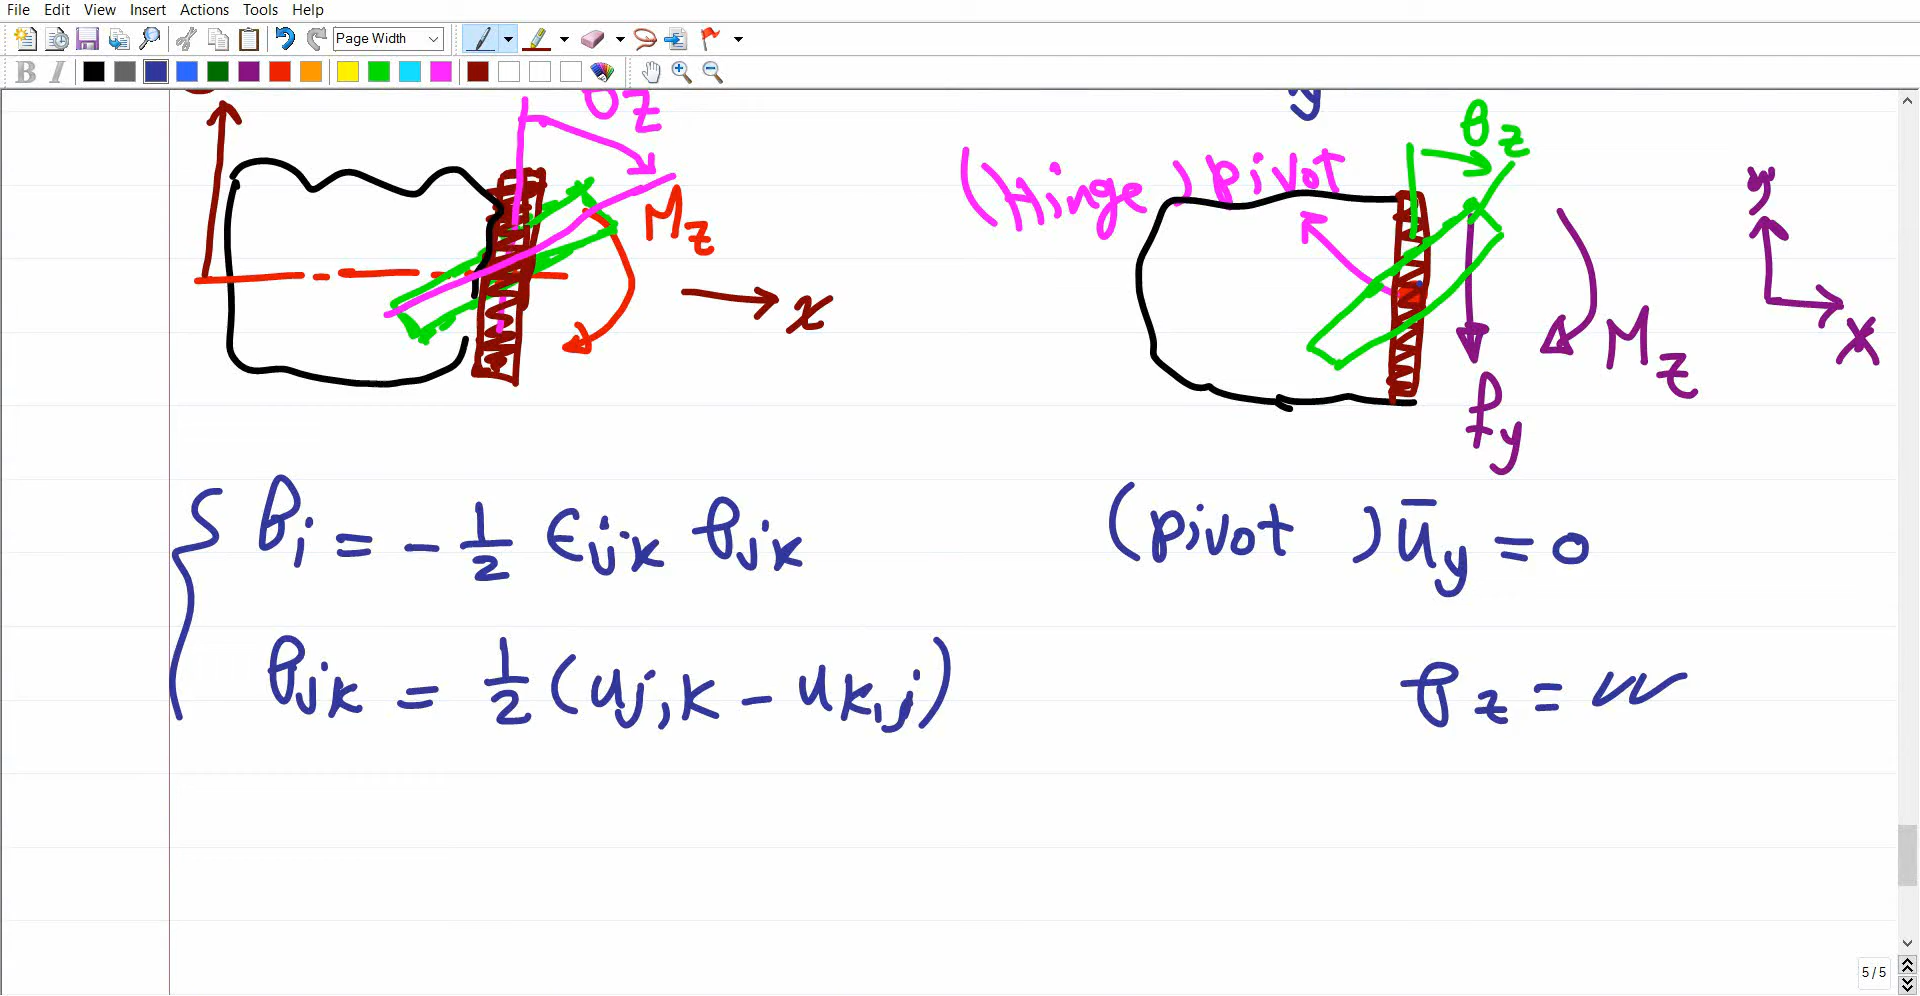 File Edit View Insert Actions Tools Help
Page Width
B I
θz
y
Mz
x
(Hinge) pivot
θz
y
x
Mz
fy
θi = - 1/2 ϵijk θjk
(pivot ) ūy = 0
θjk = 1/2 (uj,k - uk,j)
θz = 
5 / 5